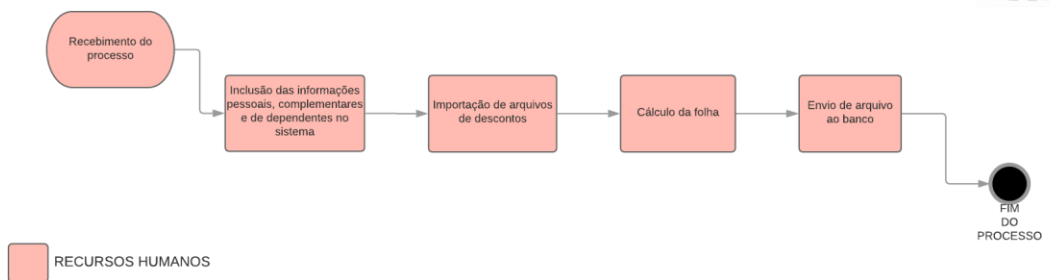 Recebimento do
processo
Inclusão das informações
pessoais, complementares
e de dependentes no
sistema
Importação de arquivos
de descontos
Cálculo da folha
Envio de arquivo
ao banco
FIM
DO
PROCESSO
RECURSOS HUMANOS